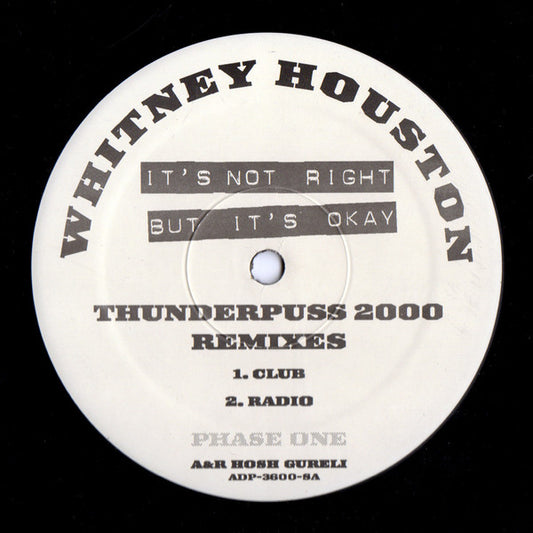 WHITNEY HOUSTON
IT'S NOT RIGHT
BUT IT'S OKAY
THUNDERPUSS 2000
REMIXES
1. CLUB
2. RADIO
PHASE ONE
A&R HOSH GURELI
ADP-3600-SA